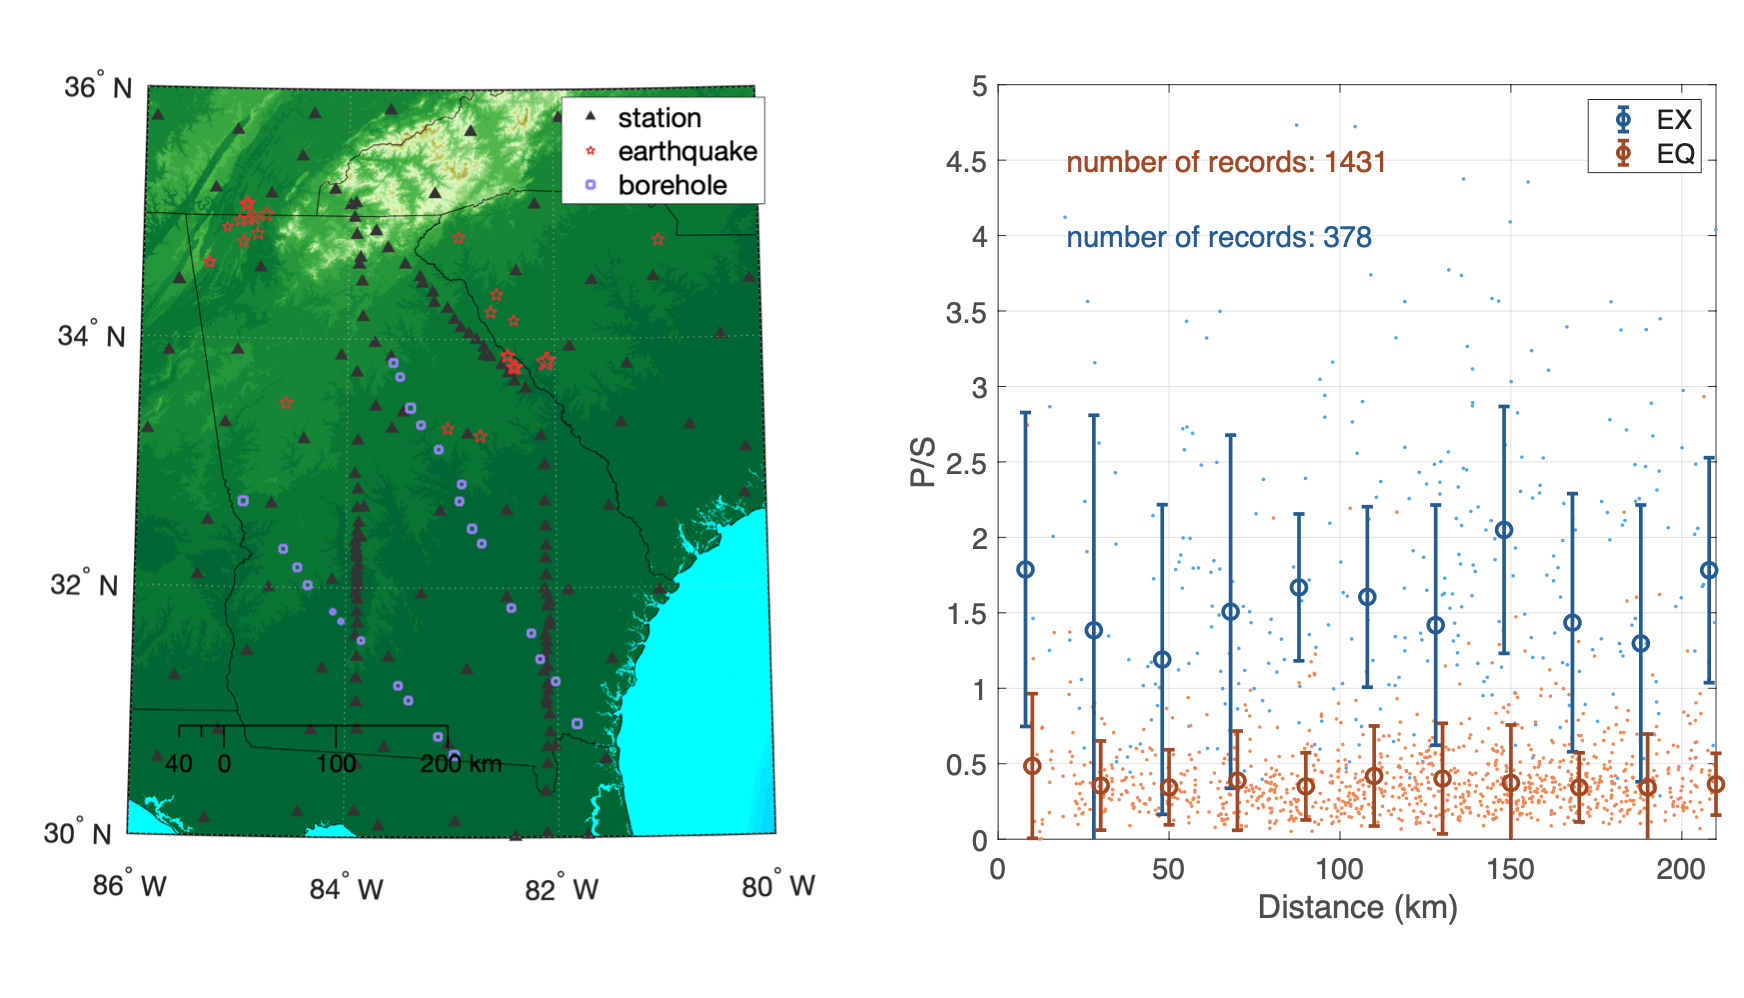 36° N
34° N
32° N
30° N
86° W
84° W
82° W
80° W
station
earthquake
borehole
40 0 100 200 km
5
4.5
4
3.5
3
2.5
2
1.5
1
0.5
0
P/S
number of records: 1431
number of records: 378
EX
EQ
0 50 100 150 200
Distance (km)